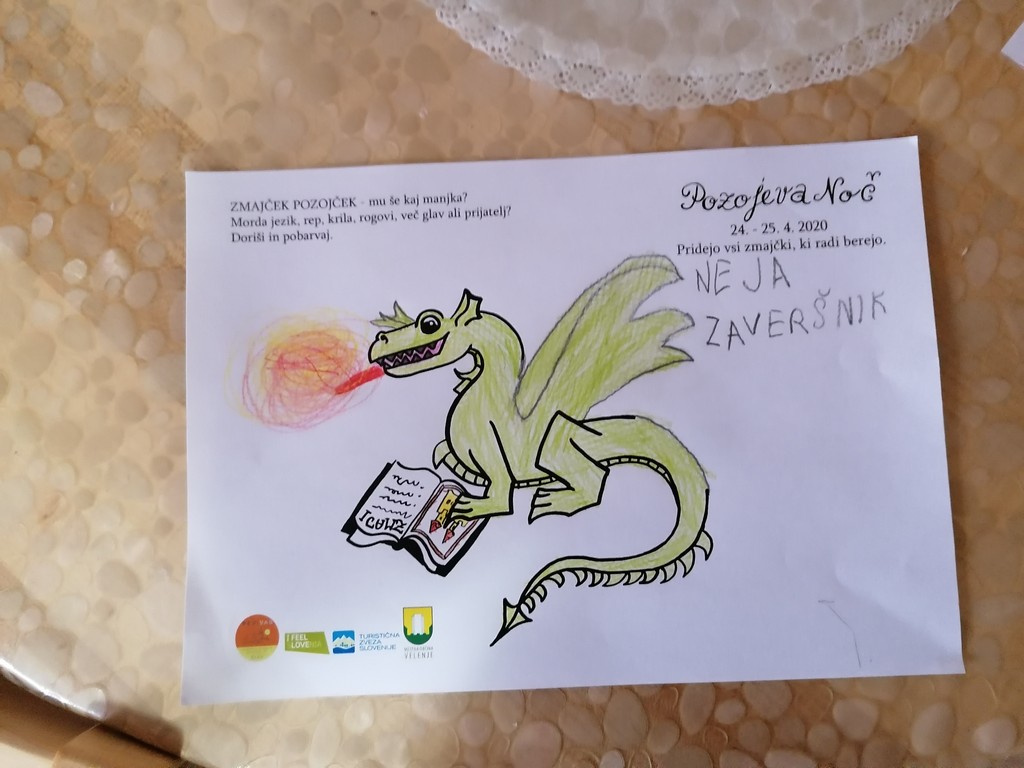 ZMAJČEK POZOJČEK - mu še kaj manjka?
Morda jezik, rep, krila, rogovi, več glav ali prijatelj?
Doriši in pobarvaj.
Pozojeva Noč
24. - 25. 4. 2020
Pridejo vsi zmajčki, ki radi berejo.
NEJA
ZAVERŠNIK
ZMAJI
I FEEL
SLOVENIA
TURISTIČNA
ZVEZA
SLOVENIJE
VELENJE